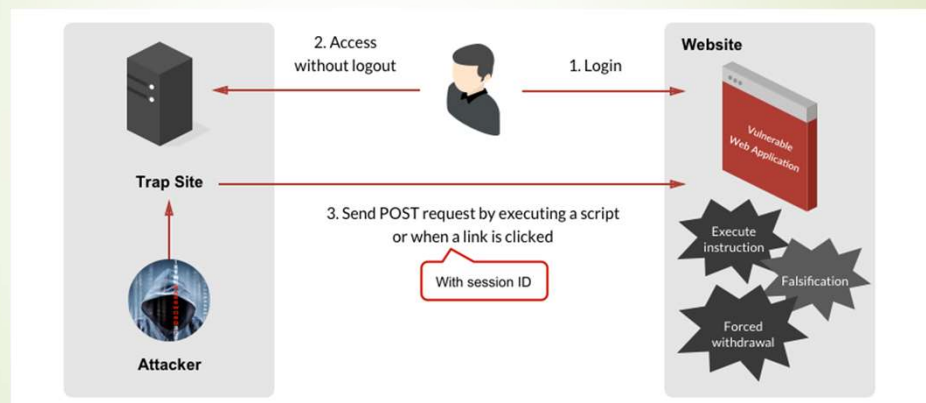 2. Access
without logout
1. Login
Website
Vulnerable
Web Application
Trap Site
3. Send POST request by executing a script
or when a link is clicked
With session ID
Execute
instruction
Falsification
Forced
withdrawal
Attacker